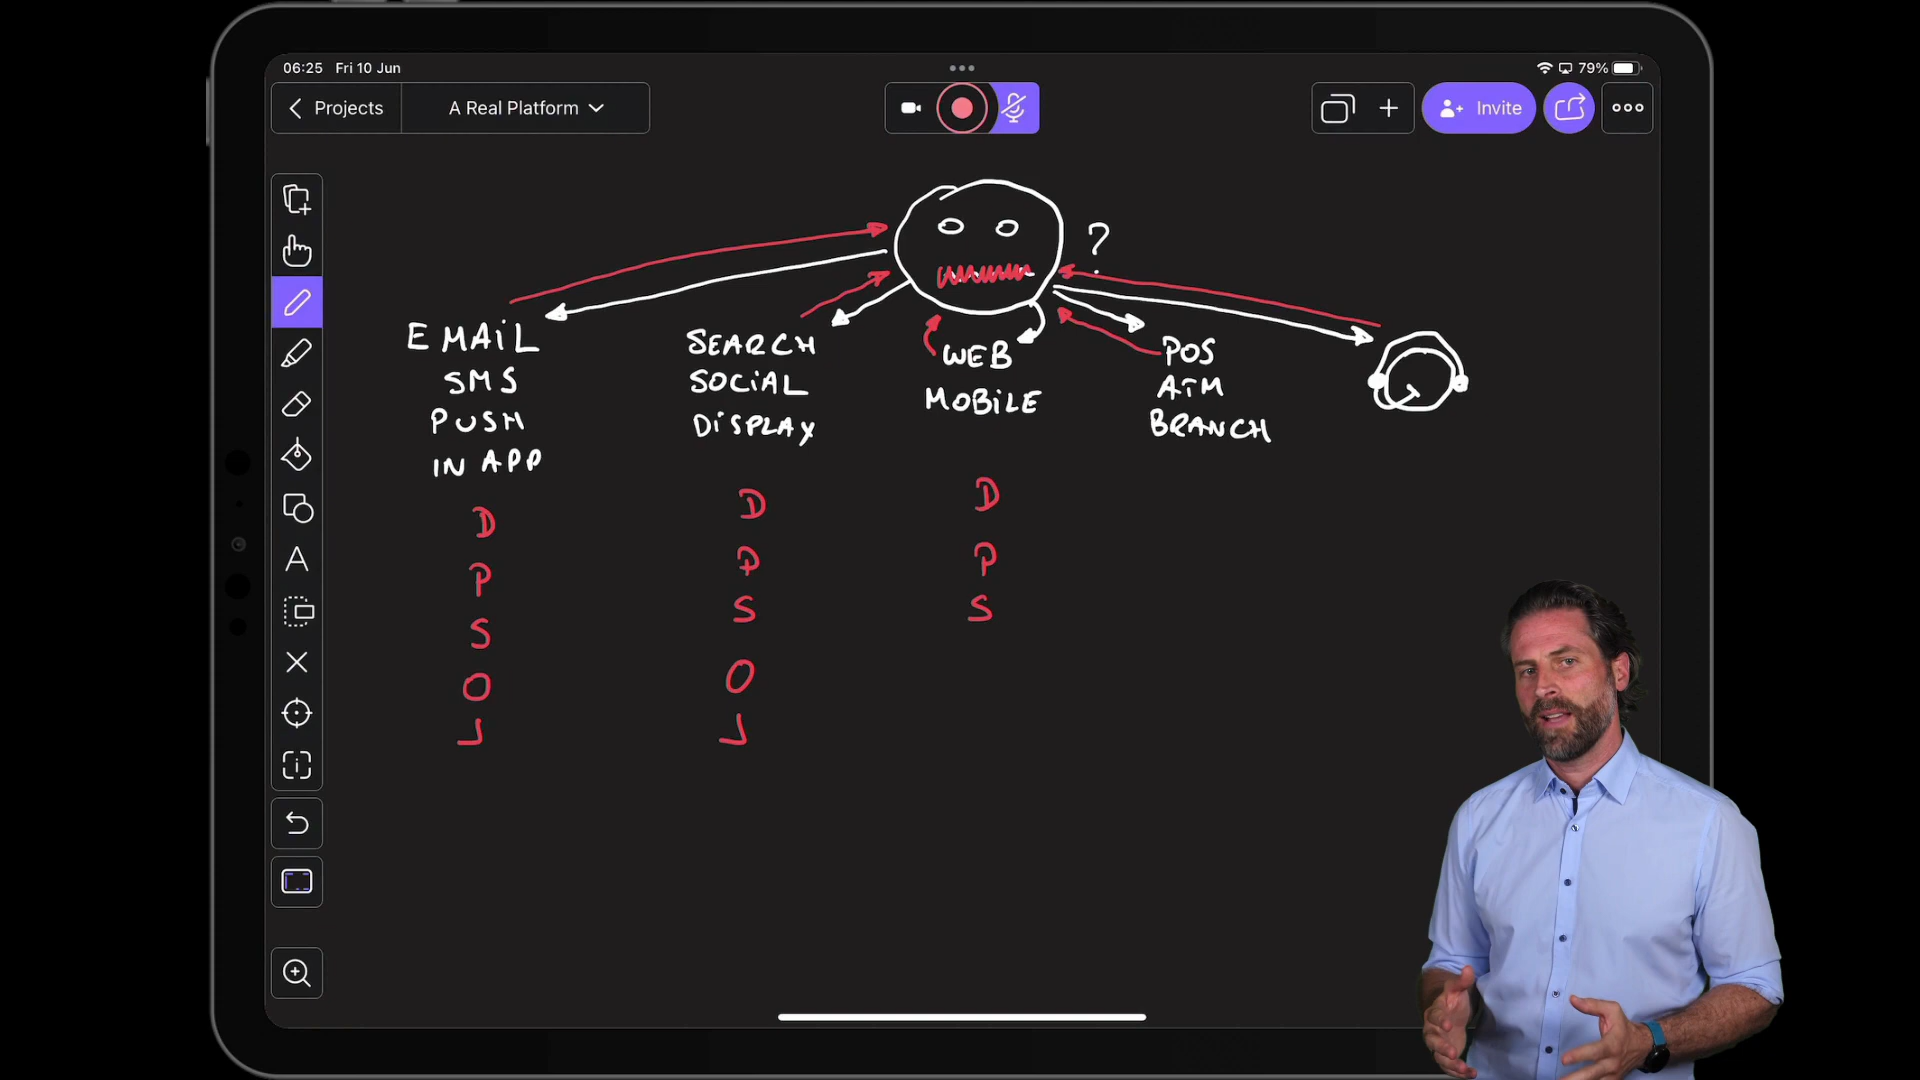 06:25 Fri 10 Jun
79%
Projects
A Real Platform
Invite
?
EMAiL
SMS
PUSH
IN APP
SEARCH
SOCiAL
DiSPLAY
WEB
MOBiLE
POS
ATM
BRANCH
D
P
S
O
J
D
P
S
O
J
D
P
S
A